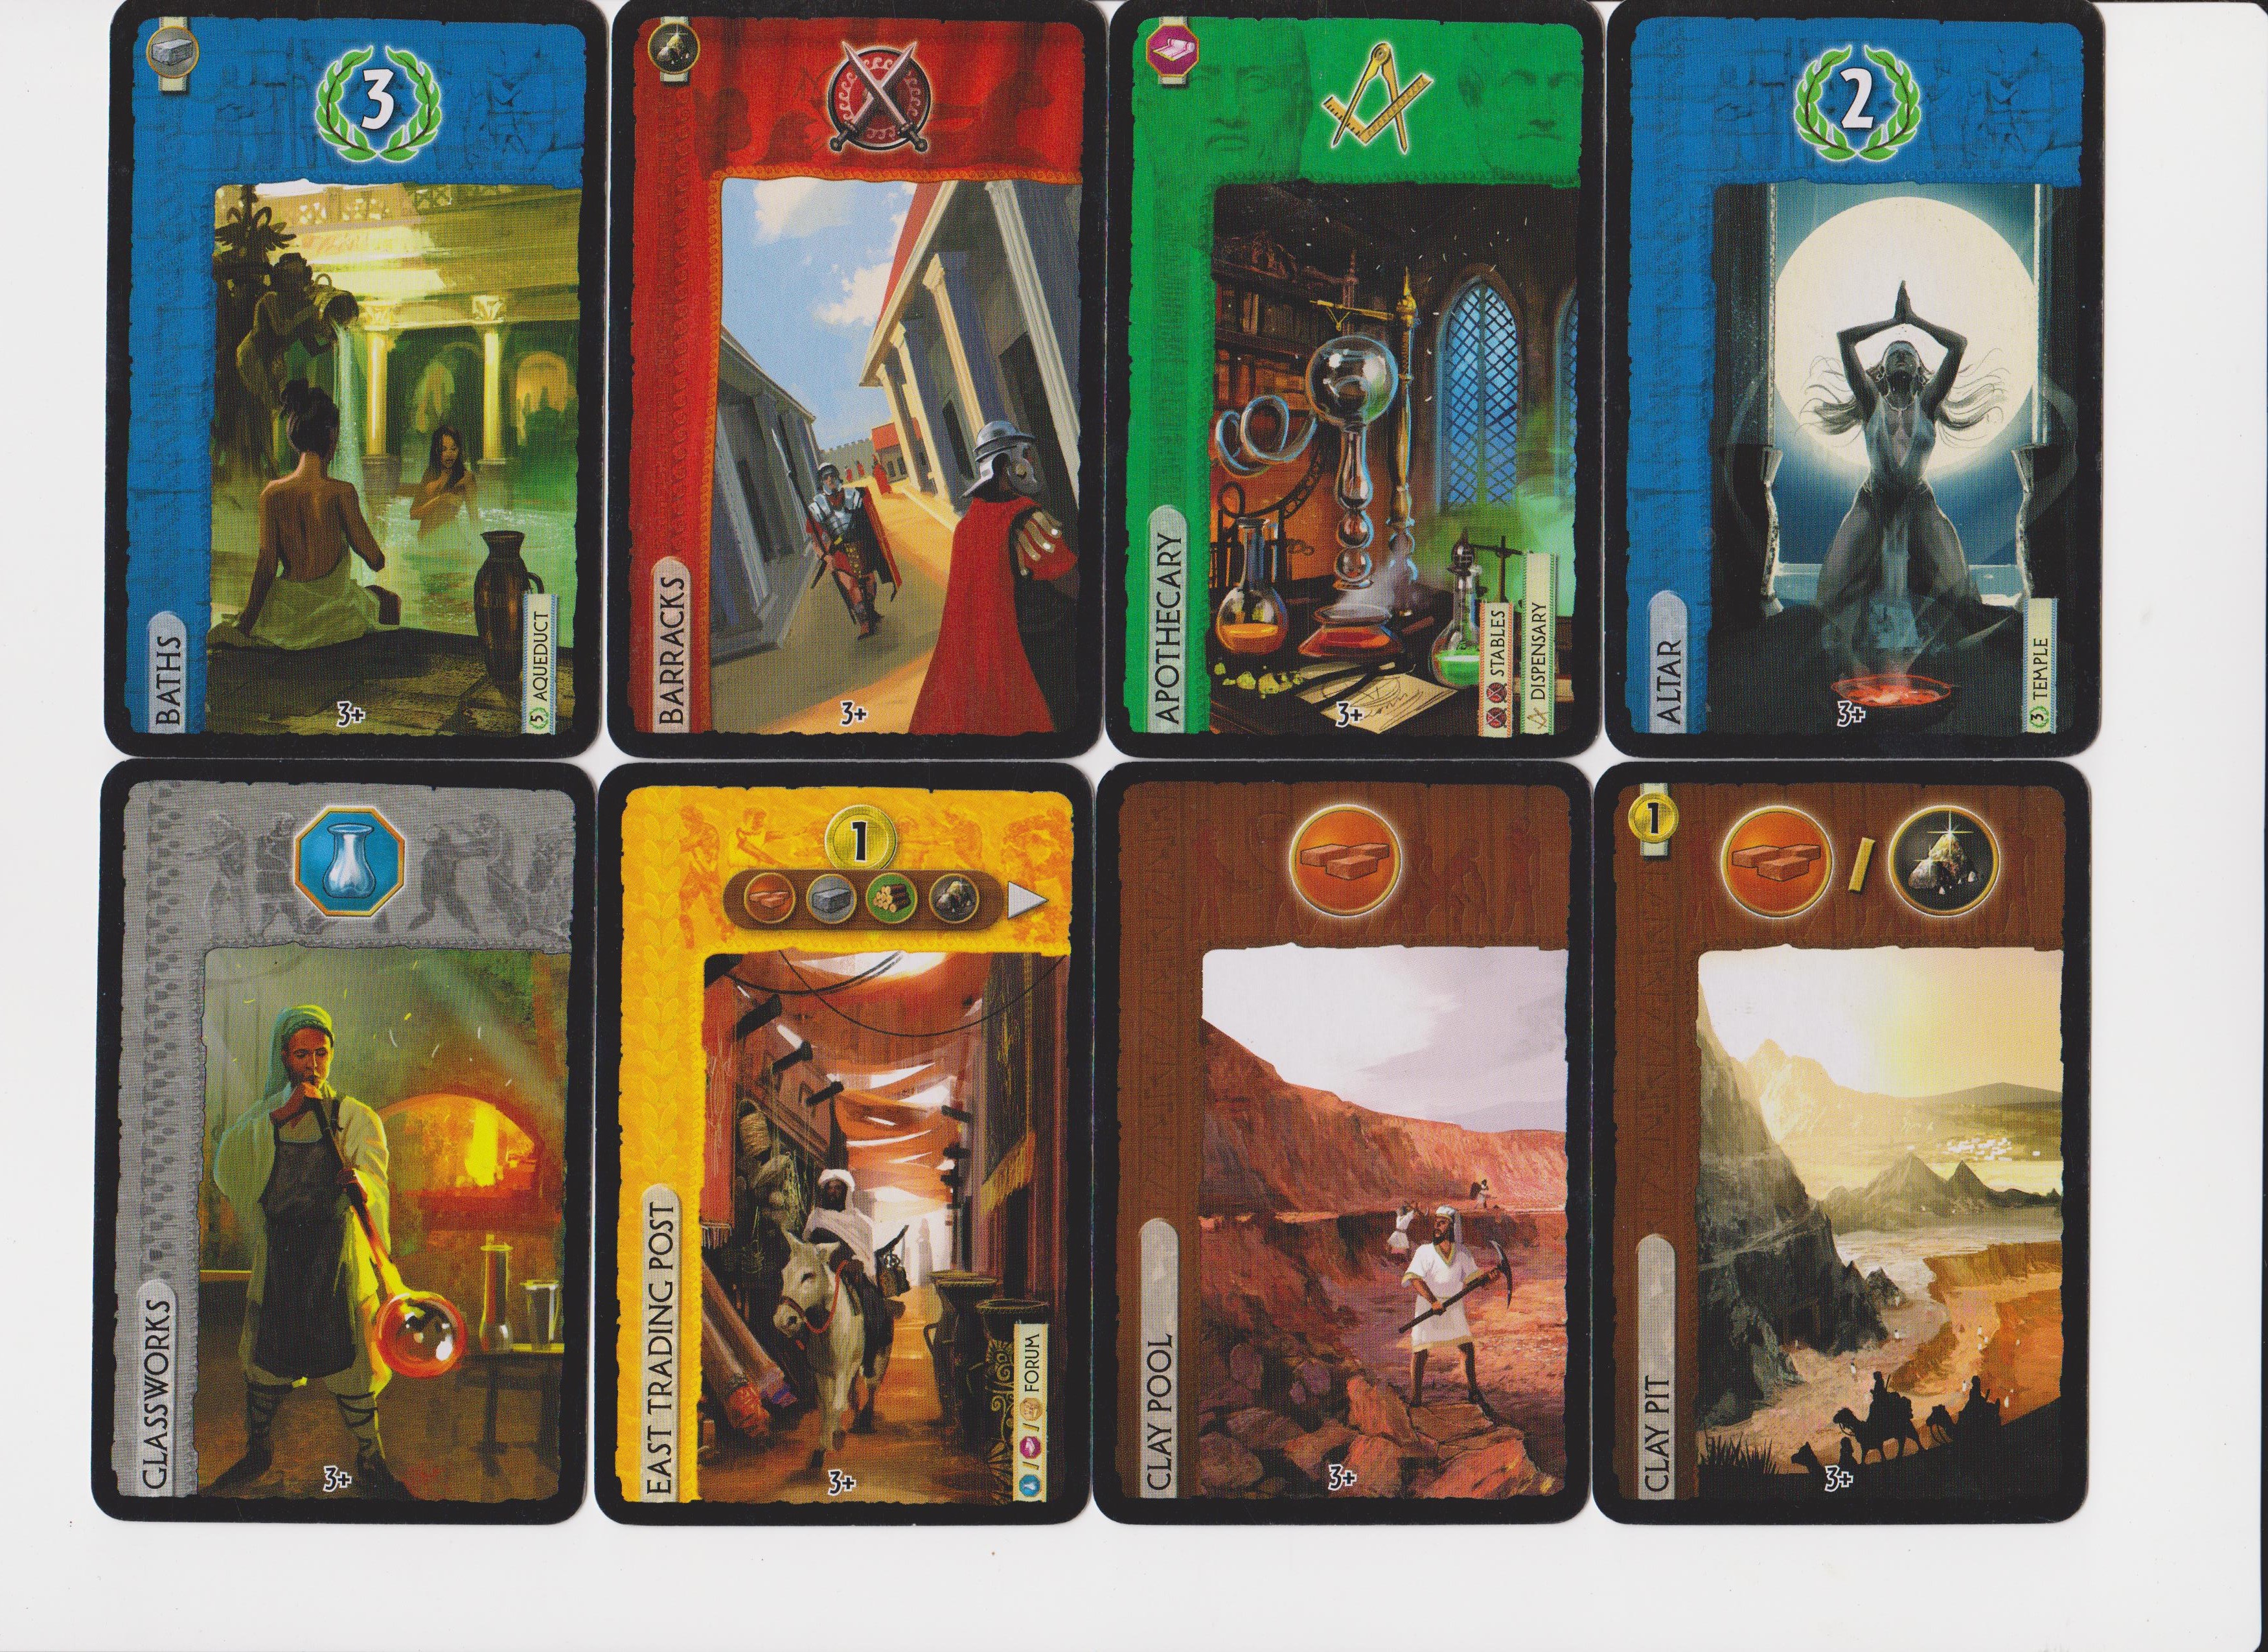 3
BATHS
3+
5 AQUEDUCT
BARRACKS
3+
APOTHECARY
3+
STABLES
DISPENSARY
2
ALTAR
3+
3 TEMPLE
GLASSWORKS
3+
1
EAST TRADING POST
3+
/ / FORUM
CLAY POOL
3+
1
/
CLAY PIT
3+